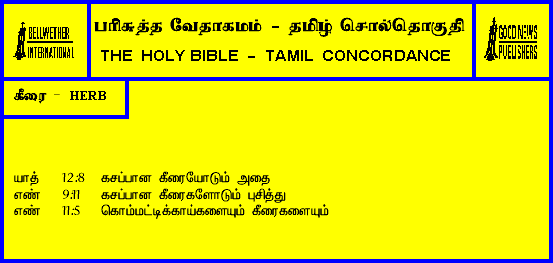 BELLWETHER
INTERNATIONAL
பரிசுத்த வேதாகமம் - தமிழ் சொல்தொகுதி
THE HOLY BIBLE - TAMIL CONCORDANCE
GOOD NEWS
PUBLISHERS
கீரை - HERB
யாத் 12:8 கசப்பான கீரையோடும் அதை
எண் 9:11 கசப்பான கீரைகளோடும் புசித்து
எண் 11:5 கொம்மட்டிக்காய்களையும் கீரைகளையும்